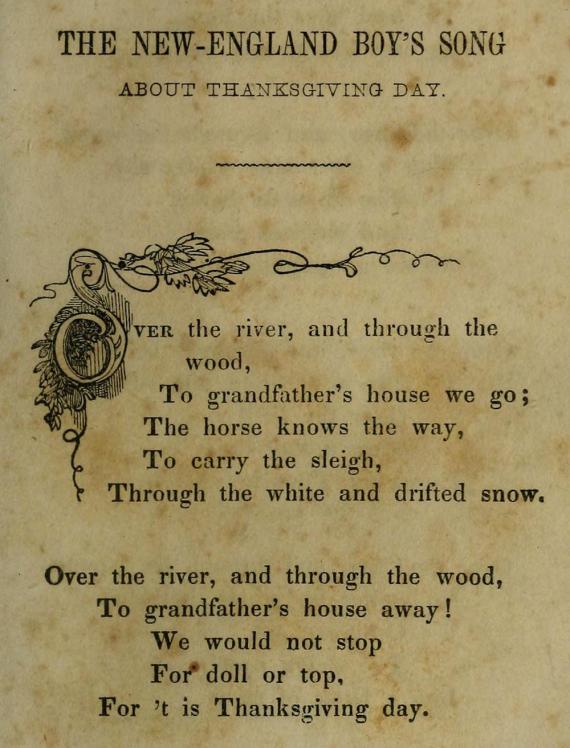 THE NEW-ENGLAND BOY'S SONG
ABOUT THANKSGIVING DAY.
OVER the river, and through the
wood,
To grandfather's house we go;
The horse knows the way,
To carry the sleigh,
Through the white and drifted snow.
Over the river, and through the wood,
To grandfather's house away!
We would not stop
For doll or top,
For 't is Thanksgiving day.